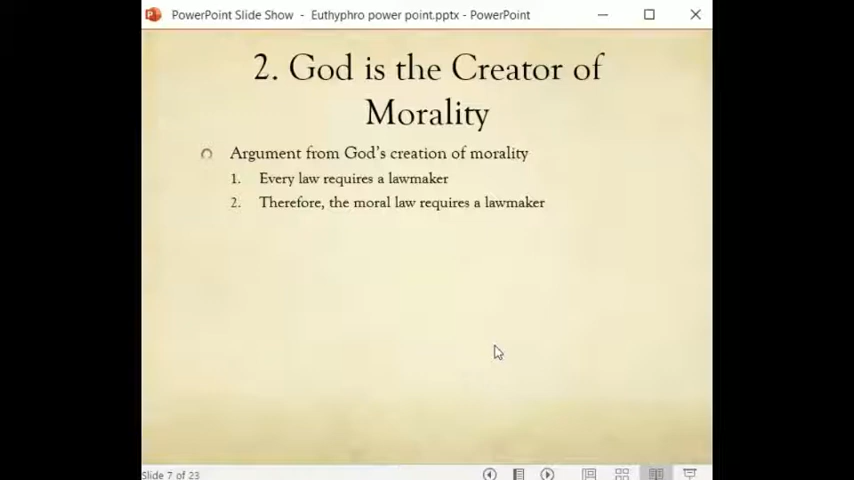 PowerPoint Slide Show - Euthyphro power point.pptx - PowerPoint
2. God is the Creator of
Morality
Argument from God's creation of morality
1. Every law requires a lawmaker
2. Therefore, the moral law requires a lawmaker
Slide 7 of 23